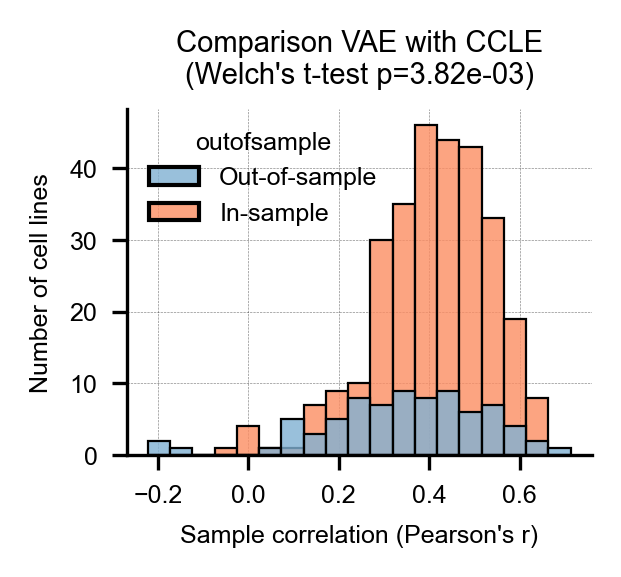 Comparison VAE with CCLE
(Welch's t-test p=3.82e-03)
outofsample
Out-of-sample
In-sample
Number of cell lines
40
30
20
10
0
−0.2
0.0
0.2
0.4
0.6
Sample correlation (Pearson's r)